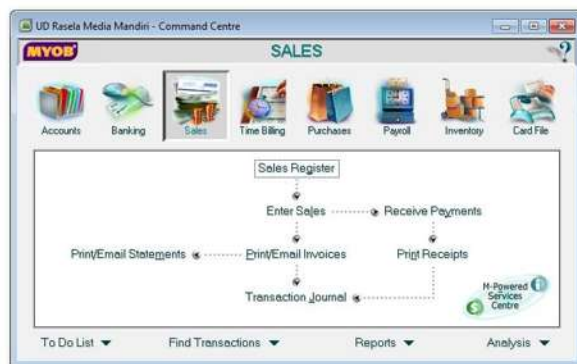 UD Rasela Media Mandiri - Command Centre
MYOB SALES ?
Accounts Banking Sales Time Billing Purchases Payroll Inventory Card File
Sales Register
Enter Sales Receive Payments
Print/Email Statements Print/Email Invoices Print Receipts
M-Powered
Services
Centre
Transaction Journal
To Do List Find Transactions Reports Analysis